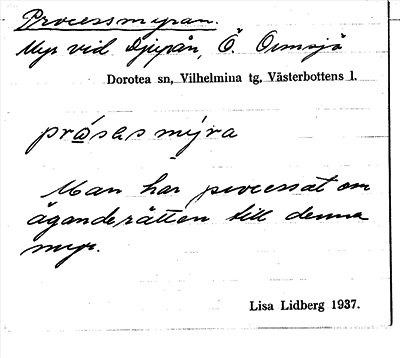 Processmyran.
Myr vid Djupån, Ö. Ormsjö
Dorotea sn, Vilhelmina tg, Västerbottens l.
prásesmýra
Man har processat om
äganderätten till denna
myr.
Lisa Lidberg 1937.